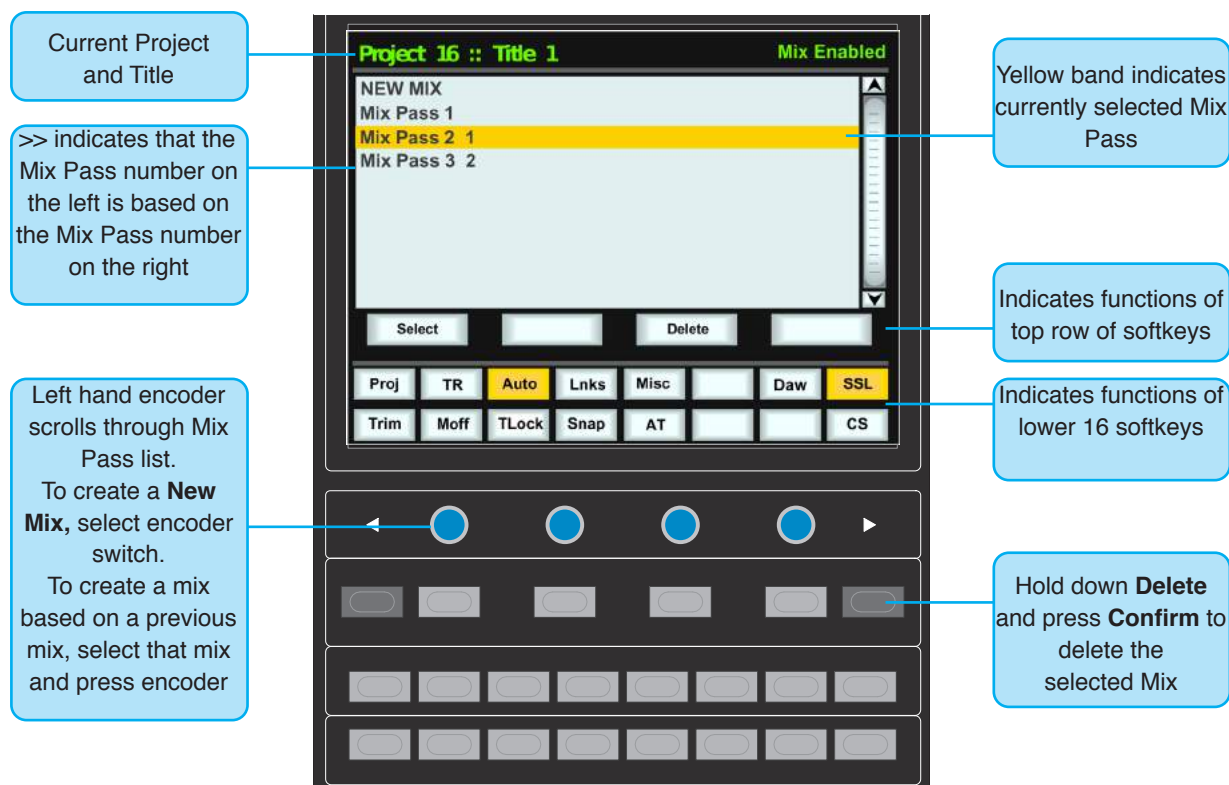 Current Project
and Title
>> indicates that the
Mix Pass number on
the left is based on
the Mix Pass number
on the right
Left hand encoder
scrolls through Mix
Pass list.
To create a New
Mix, select encoder
switch.
To create a mix
based on a previous
mix, select that mix
and press encoder
Project 16 :: Title 1
Mix Enabled
NEW MIX
Mix Pass 1
Mix Pass 2 1
Mix Pass 3 2
Select Delete
Proj TR Auto Lnks Misc Daw SSL
Trim Moff TLock Snap AT CS
Yellow band indicates
currently selected Mix
Pass
Indicates functions of
top row of softkeys
Indicates functions of
lower 16 softkeys
Hold down Delete
and press Confirm to
delete the
selected Mix